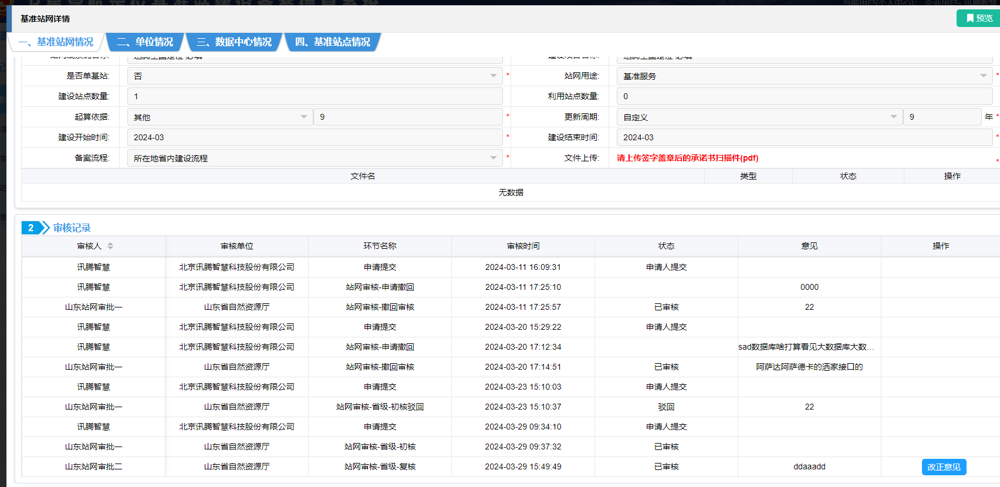 基准站网详情
预览
一、基准站网情况 二、单位情况 三、数据中心情况 四、基准站点情况
是否单基站: 否 * 站网用途: 基准服务 *
建设站点数量: 1 利用站点数量: 0
起算依据: 其他 9 * 更新周期: 自定义 9 年 *
建设开始时间: 2024-03 * 建设结束时间: 2024-03 *
备案流程: 所在地省内建设流程 * 文件上传: 请上传签字盖章后的承诺书扫描件(pdf) *
文件名 类型 状态 操作
无数据
2 审核记录
审核人 审核单位 环节名称 审核时间 状态 意见 操作
讯腾智慧 北京讯腾智慧科技股份有限公司 申请提交 2024-03-11 16:09:31 申请人提交
讯腾智慧 北京讯腾智慧科技股份有限公司 站网审核-申请撤回 2024-03-11 17:25:10 0000
山东站网审批一 山东省自然资源厅 站网审核-撤回审核 2024-03-11 17:25:57 已审核 22
讯腾智慧 北京讯腾智慧科技股份有限公司 申请提交 2024-03-20 15:29:22 申请人提交
讯腾智慧 北京讯腾智慧科技股份有限公司 站网审核-申请撤回 2024-03-20 17:12:34 sad数据库啥打算看见大数据库大数...
山东站网审批一 山东省自然资源厅 站网审核-撤回审核 2024-03-20 17:14:51 已审核 阿萨达阿萨德卡的洒家接口的
讯腾智慧 北京讯腾智慧科技股份有限公司 申请提交 2024-03-23 15:10:03 申请人提交
山东站网审批一 山东省自然资源厅 站网审核-省级-初核驳回 2024-03-23 15:10:37 驳回 22
讯腾智慧 北京讯腾智慧科技股份有限公司 申请提交 2024-03-29 09:34:10 申请人提交
山东站网审批一 山东省自然资源厅 站网审核-省级-初核 2024-03-29 09:37:32 已审核
山东站网审批二 山东省自然资源厅 站网审核-省级-复核 2024-03-29 15:49:49 已审核 ddaaadd 改正意见